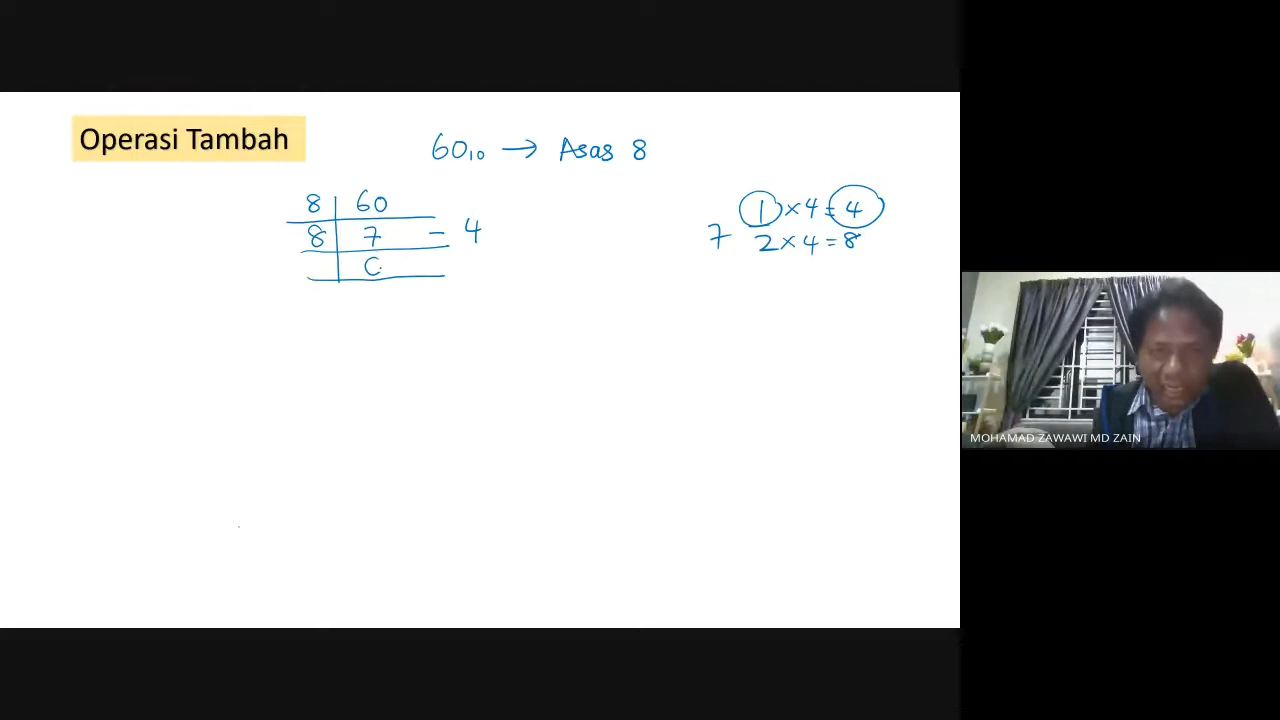 Operasi Tambah
60₁₀ → Asas 8
8 | 60
8 | 7 – 4
1 × 4 = 4
7 2 × 4 = 8
MOHAMAD ZAWAWI MD ZAIN